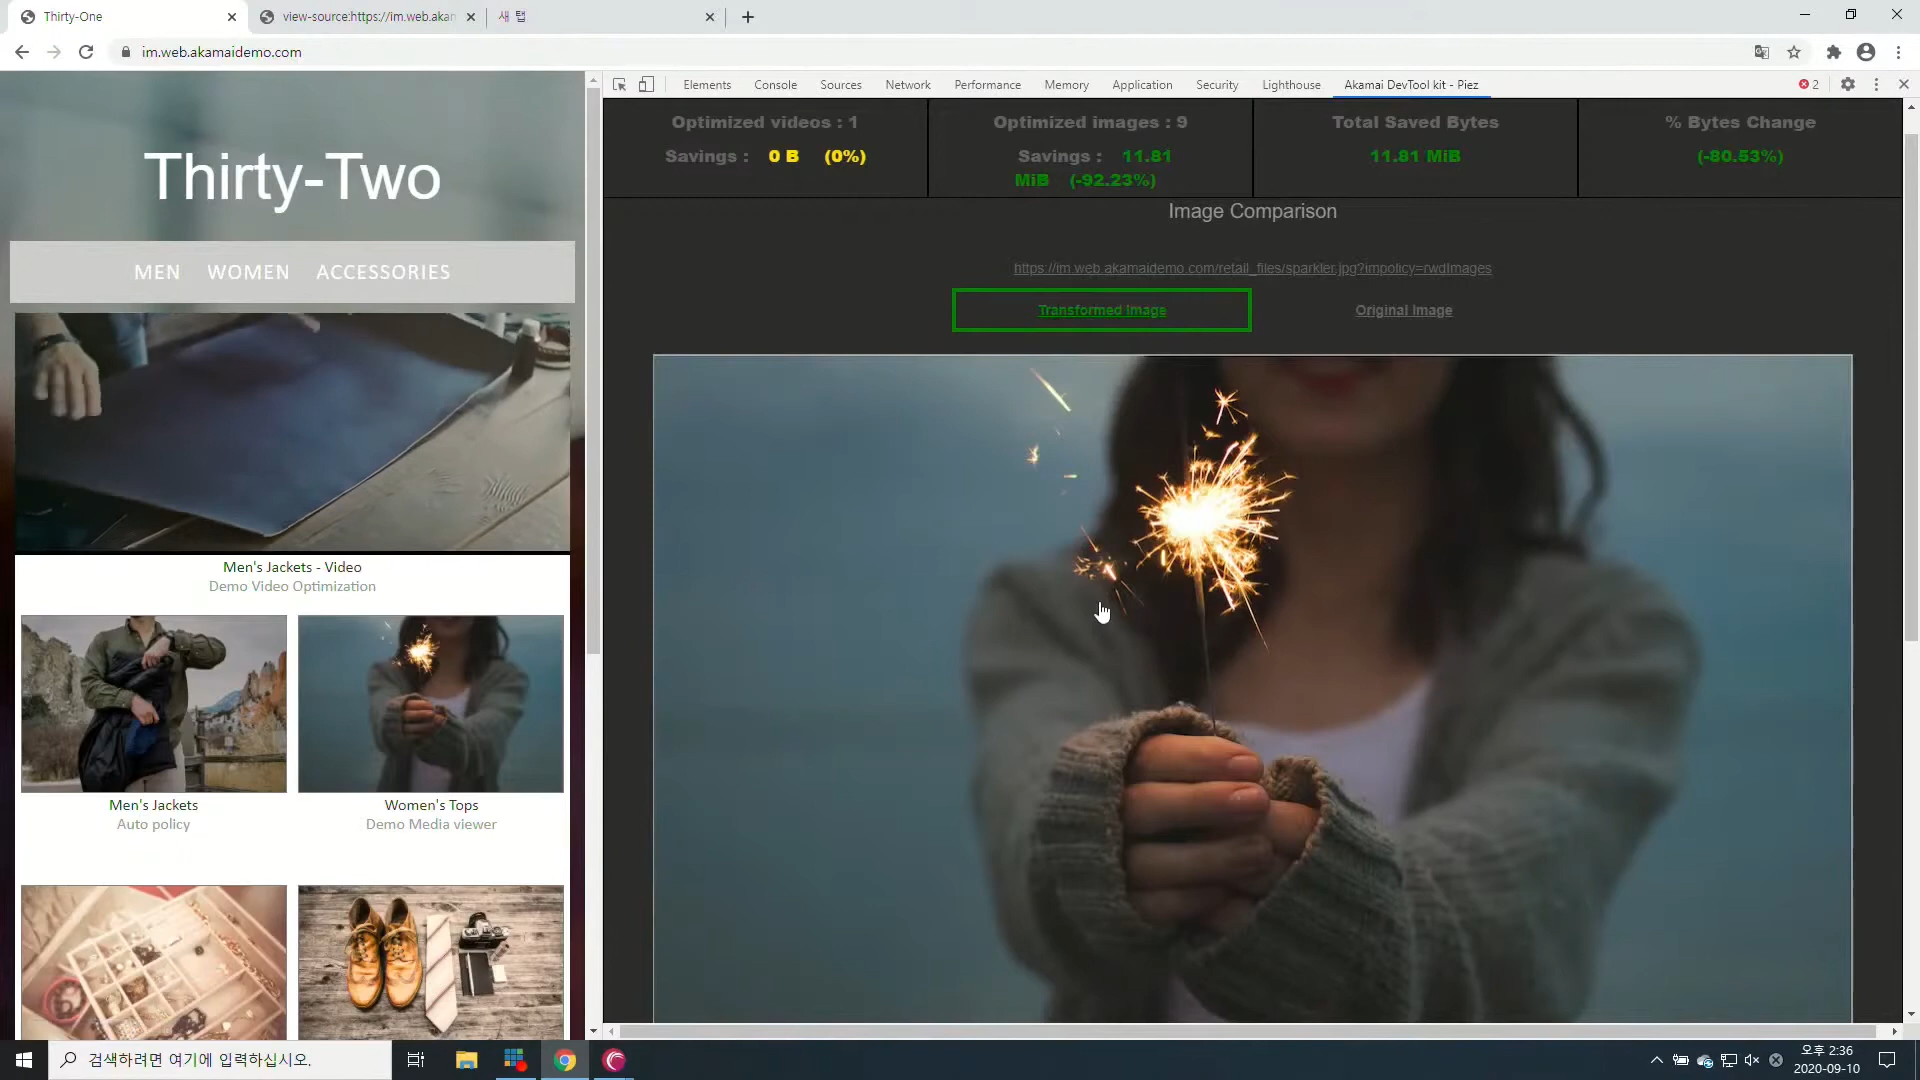 Thirty-One
view-source:https://im.web.akan
새 탭
im.web.akamaidemo.com
Elements Console Sources Network Performance Memory Application Security Lighthouse Akamai DevTool kit - Piez
2
Optimized videos : 1
Savings : 0 B (0%)
Optimized images : 9
Savings : 11.81
MiB (-92.23%)
Total Saved Bytes
11.81 MiB
% Bytes Change
(-80.53%)
Image Comparison
https://im.web.akamaidemo.com/retail_files/sparkler.jpg?impolicy=rwdImages
Transformed Image
Original Image
Thirty-Two
MEN WOMEN ACCESSORIES
Men's Jackets - Video
Demo Video Optimization
Men's Jackets
Auto policy
Women's Tops
Demo Media viewer
검색하려면 여기에 입력하십시오.
오후 2:36
2020-09-10